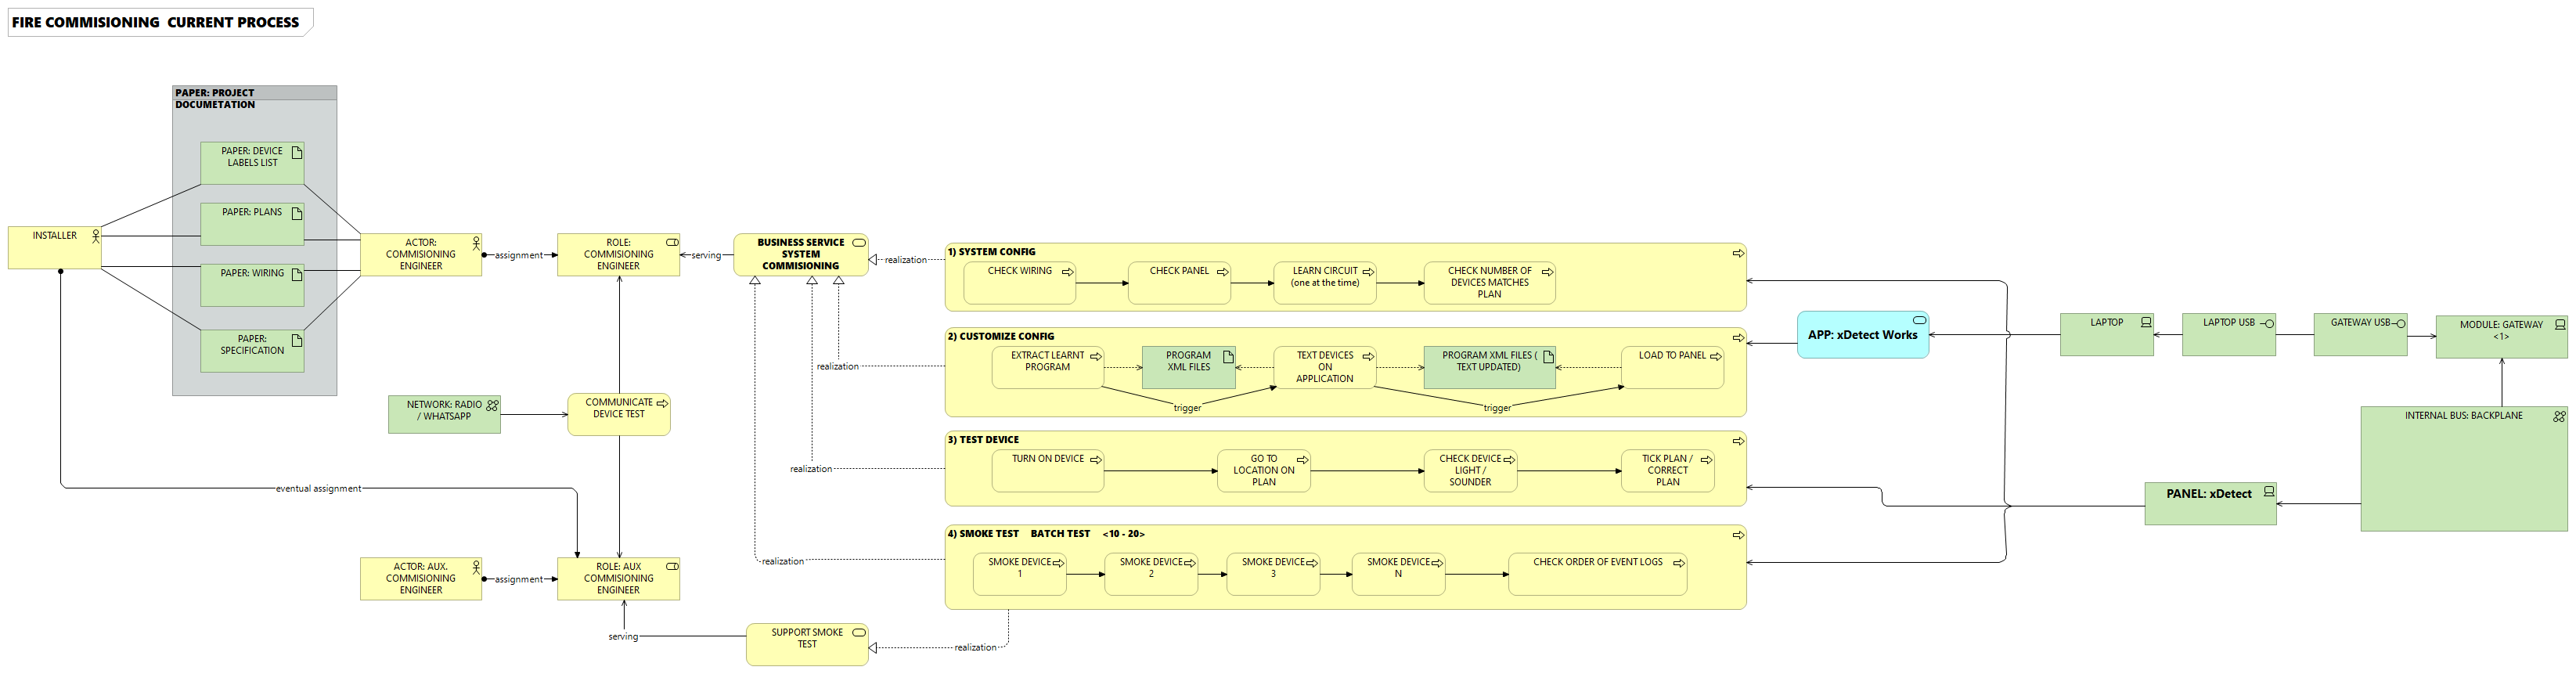 FIRE COMMISIONING  CURRENT PROCESS
PAPER: PROJECT
DOCUMETATION
PAPER: DEVICE
LABELS LIST
PAPER: PLANS
PAPER: WIRING
PAPER:
SPECIFICATION
INSTALLER
ACTOR:
COMMISIONING
ENGINEER
assignment
ROLE:
COMMISIONING
ENGINEER
serving
BUSINESS SERVICE
SYSTEM
COMMISIONING
realization
NETWORK: RADIO
/ WHATSAPP
COMMUNICATE
DEVICE TEST
eventual assignment
ACTOR: AUX.
COMMISIONING
ENGINEER
assignment
ROLE: AUX
COMMISIONING
ENGINEER
serving
SUPPORT SMOKE
TEST
realization
realization
realization
realization
1) SYSTEM CONFIG
CHECK WIRING
CHECK PANEL
LEARN CIRCUIT
(one at the time)
CHECK NUMBER OF
DEVICES MATCHES
PLAN
2) CUSTOMIZE CONFIG
EXTRACT LEARNT
PROGRAM
PROGRAM
XML FILES
TEXT DEVICES
ON
APPLICATION
PROGRAM XML FILES (
TEXT UPDATED)
LOAD TO PANEL
trigger
trigger
3) TEST DEVICE
TURN ON DEVICE
GO TO
LOCATION ON
PLAN
CHECK DEVICE
LIGHT /
SOUNDER
TICK PLAN /
CORRECT
PLAN
4) SMOKE TEST    BATCH TEST    <10 - 20>
SMOKE DEVICE
1
SMOKE DEVICE
2
SMOKE DEVICE
3
SMOKE DEVICE
N
CHECK ORDER OF EVENT LOGS
APP: xDetect Works
LAPTOP
LAPTOP USB
GATEWAY USB
MODULE: GATEWAY
<1>
INTERNAL BUS: BACKPLANE
PANEL: xDetect